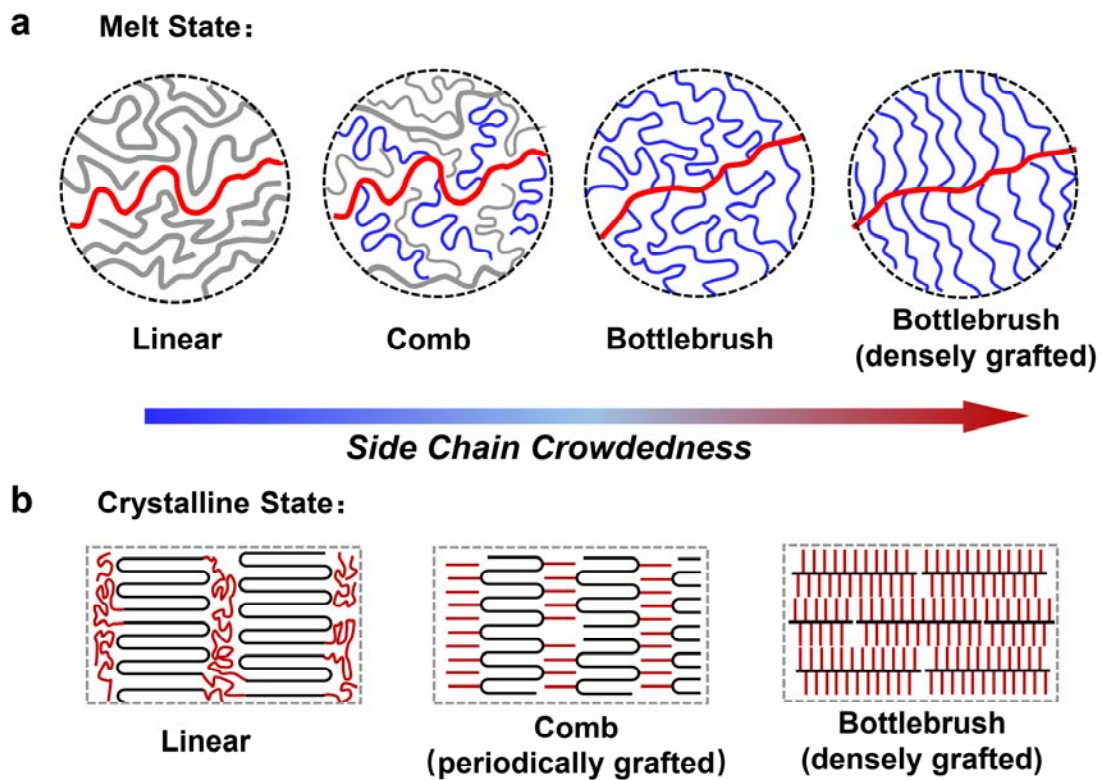 a Melt State：
Linear
Comb
Bottlebrush
Bottlebrush
(densely grafted)
Side Chain Crowdedness
b Crystalline State：
Linear
Comb
(periodically grafted)
Bottlebrush
(densely grafted)